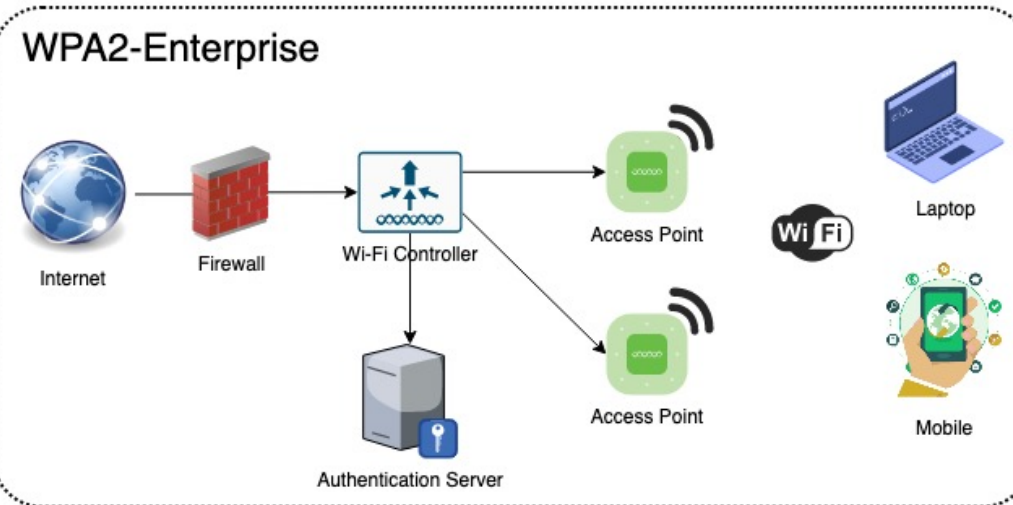 WPA2-Enterprise
Internet
Firewall
Wi-Fi Controller
Authentication Server
Access Point
Access Point
Wi Fi
Laptop
Mobile